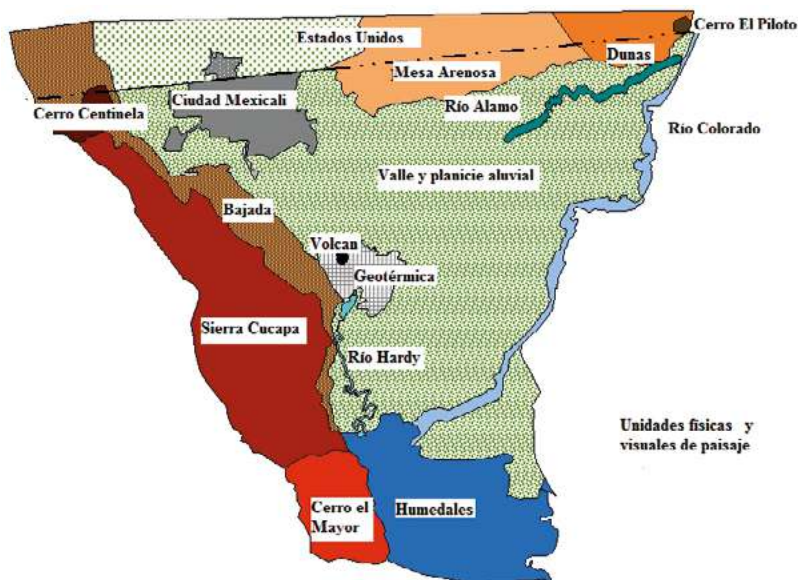 Cerro El Piloto
Estados Unidos
Dunas
Mesa Arenosa
Ciudad Mexicali
Río Alamo
Cerro Centinela
Río Colorado
Valle y planicie aluvial
Bajada
Volcan
Geotérmica
Sierra Cucapa
Río Hardy
Unidades físicas y
visuales de paisaje
Cerro el
Mayor
Humedales